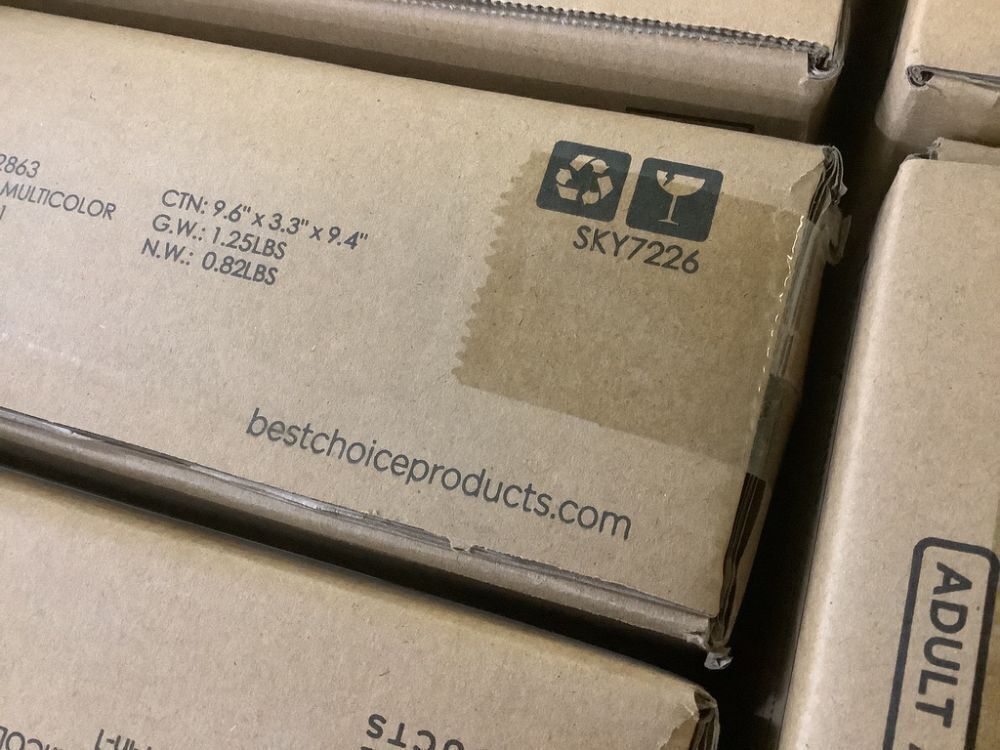 2863
MULTICOLOR
CTN: 9.6" x 3.3" x 9.4"
G.W.: 1.25LBS
N.W.: 0.82LBS
SKY7226
bestchoiceproducts.com
ADULT